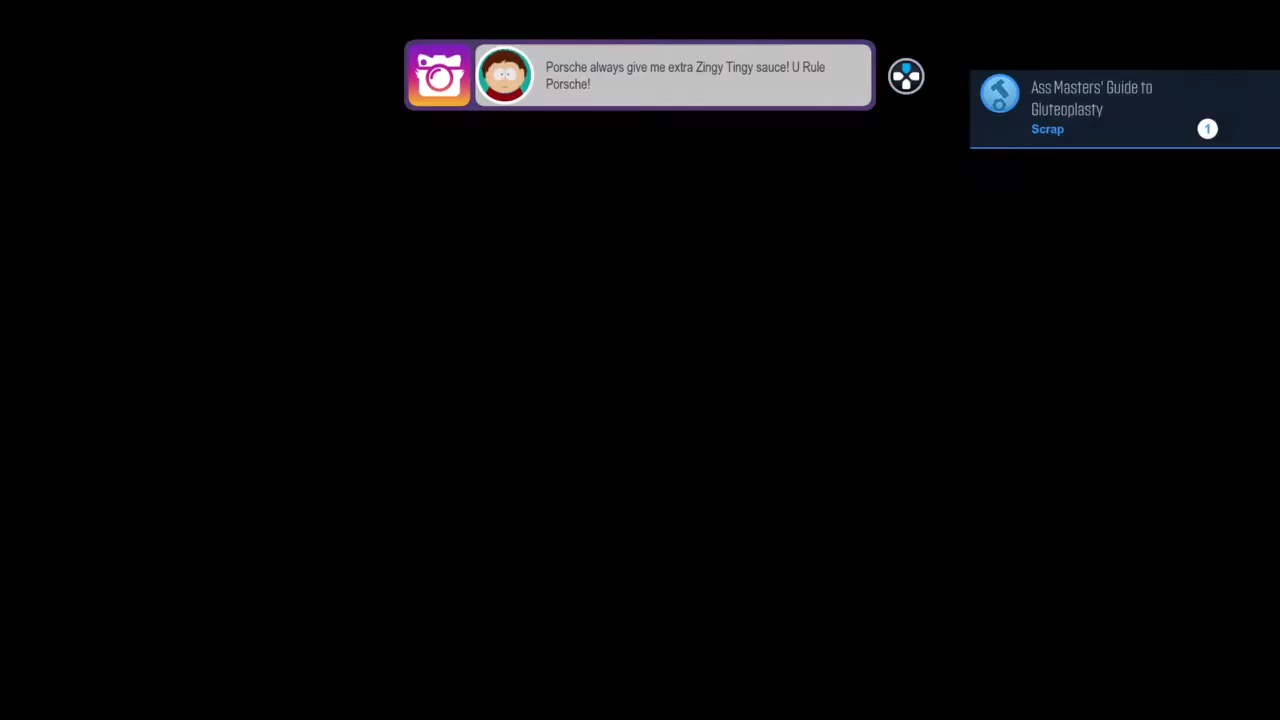 Porsche always give me extra Zingy Tingy sauce! U Rule
Porsche!
Ass Masters' Guide to
Gluteoplasty
Scrap
1